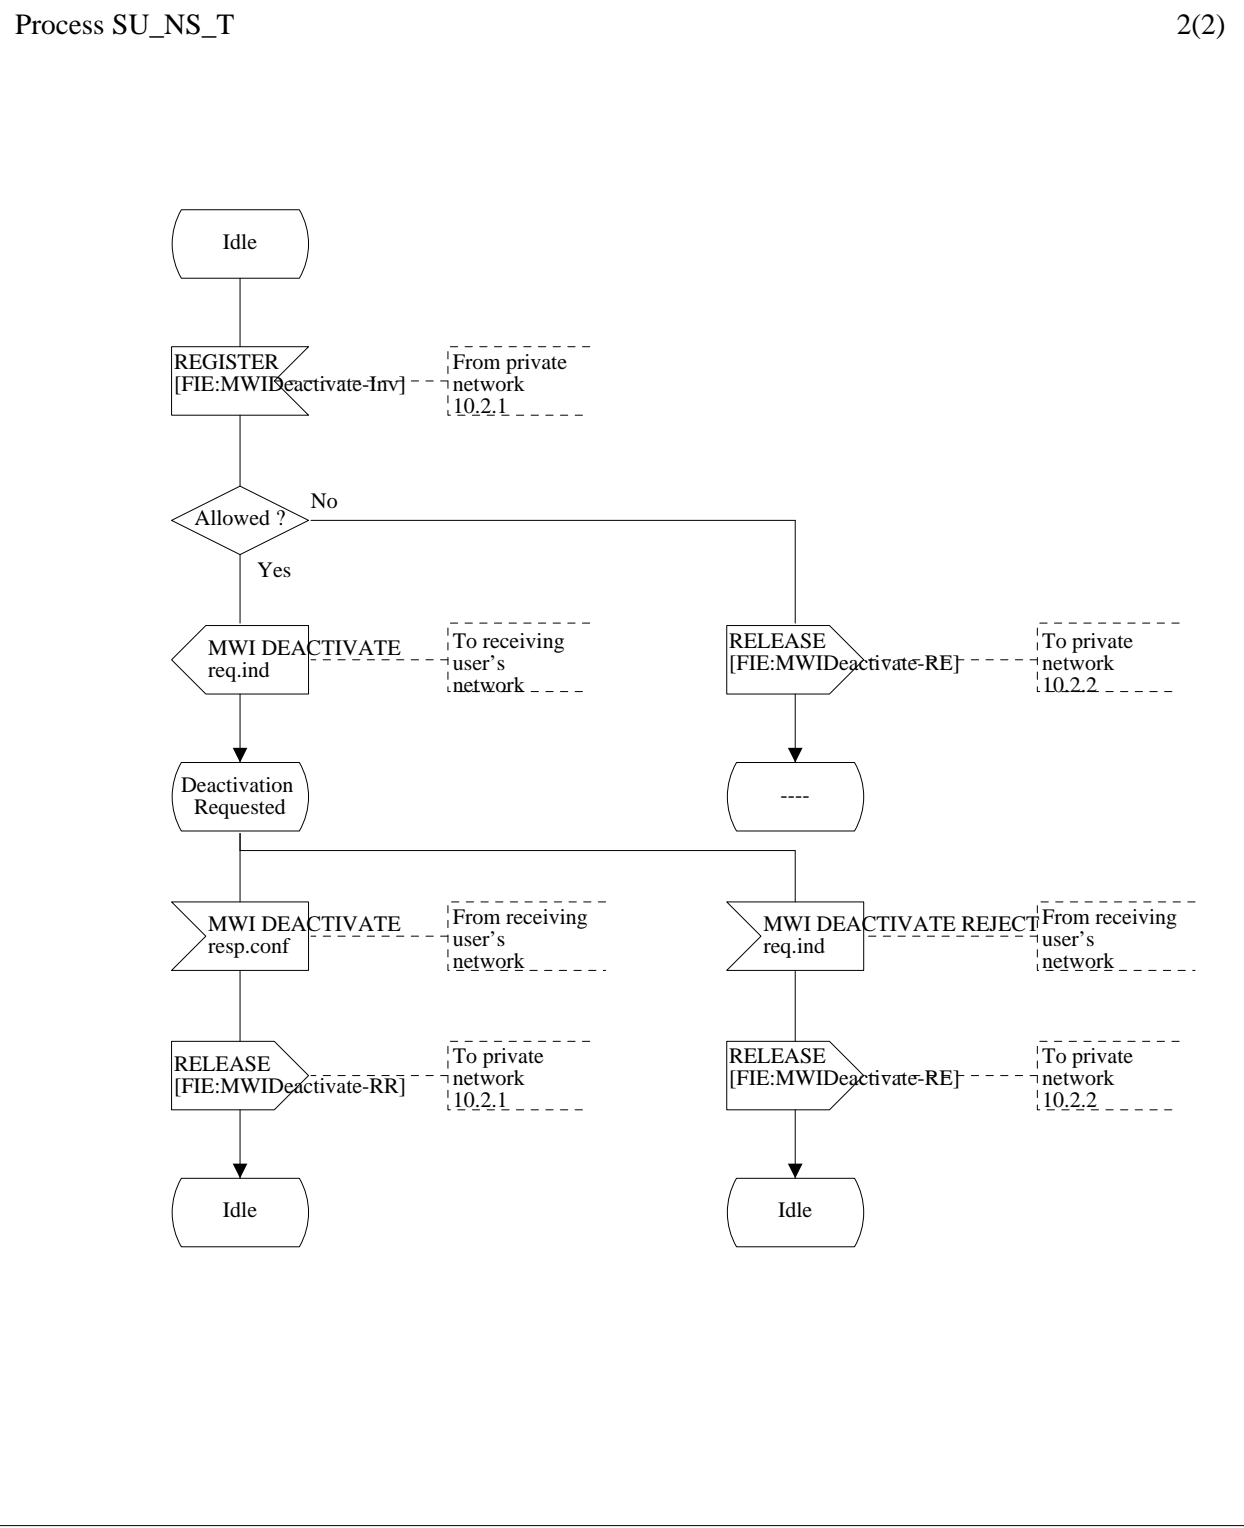 Process SU_NS_T
2(2)
Idle
REGISTER
[FIE:MWIDeactivate-Inv]
From private
network
10.2.1
Allowed ?
No
Yes
MWI DEACTIVATE
req.ind
To receiving
user's
network
RELEASE
[FIE:MWIDeactivate-RE]
To private
network
10.2.2
Deactivation
Requested
----
MWI DEACTIVATE
resp.conf
From receiving
user's
network
MWI DEACTIVATE REJECT
req.ind
From receiving
user's
network
RELEASE
[FIE:MWIDeactivate-RR]
To private
network
10.2.1
RELEASE
[FIE:MWIDeactivate-RE]
To private
network
10.2.2
Idle
Idle